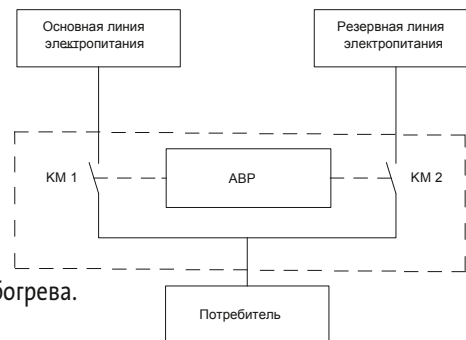 Основная линия
электропитания
Резервная линия
электропитания
КМ 1
АВР
КМ 2
богрева.
Потребитель